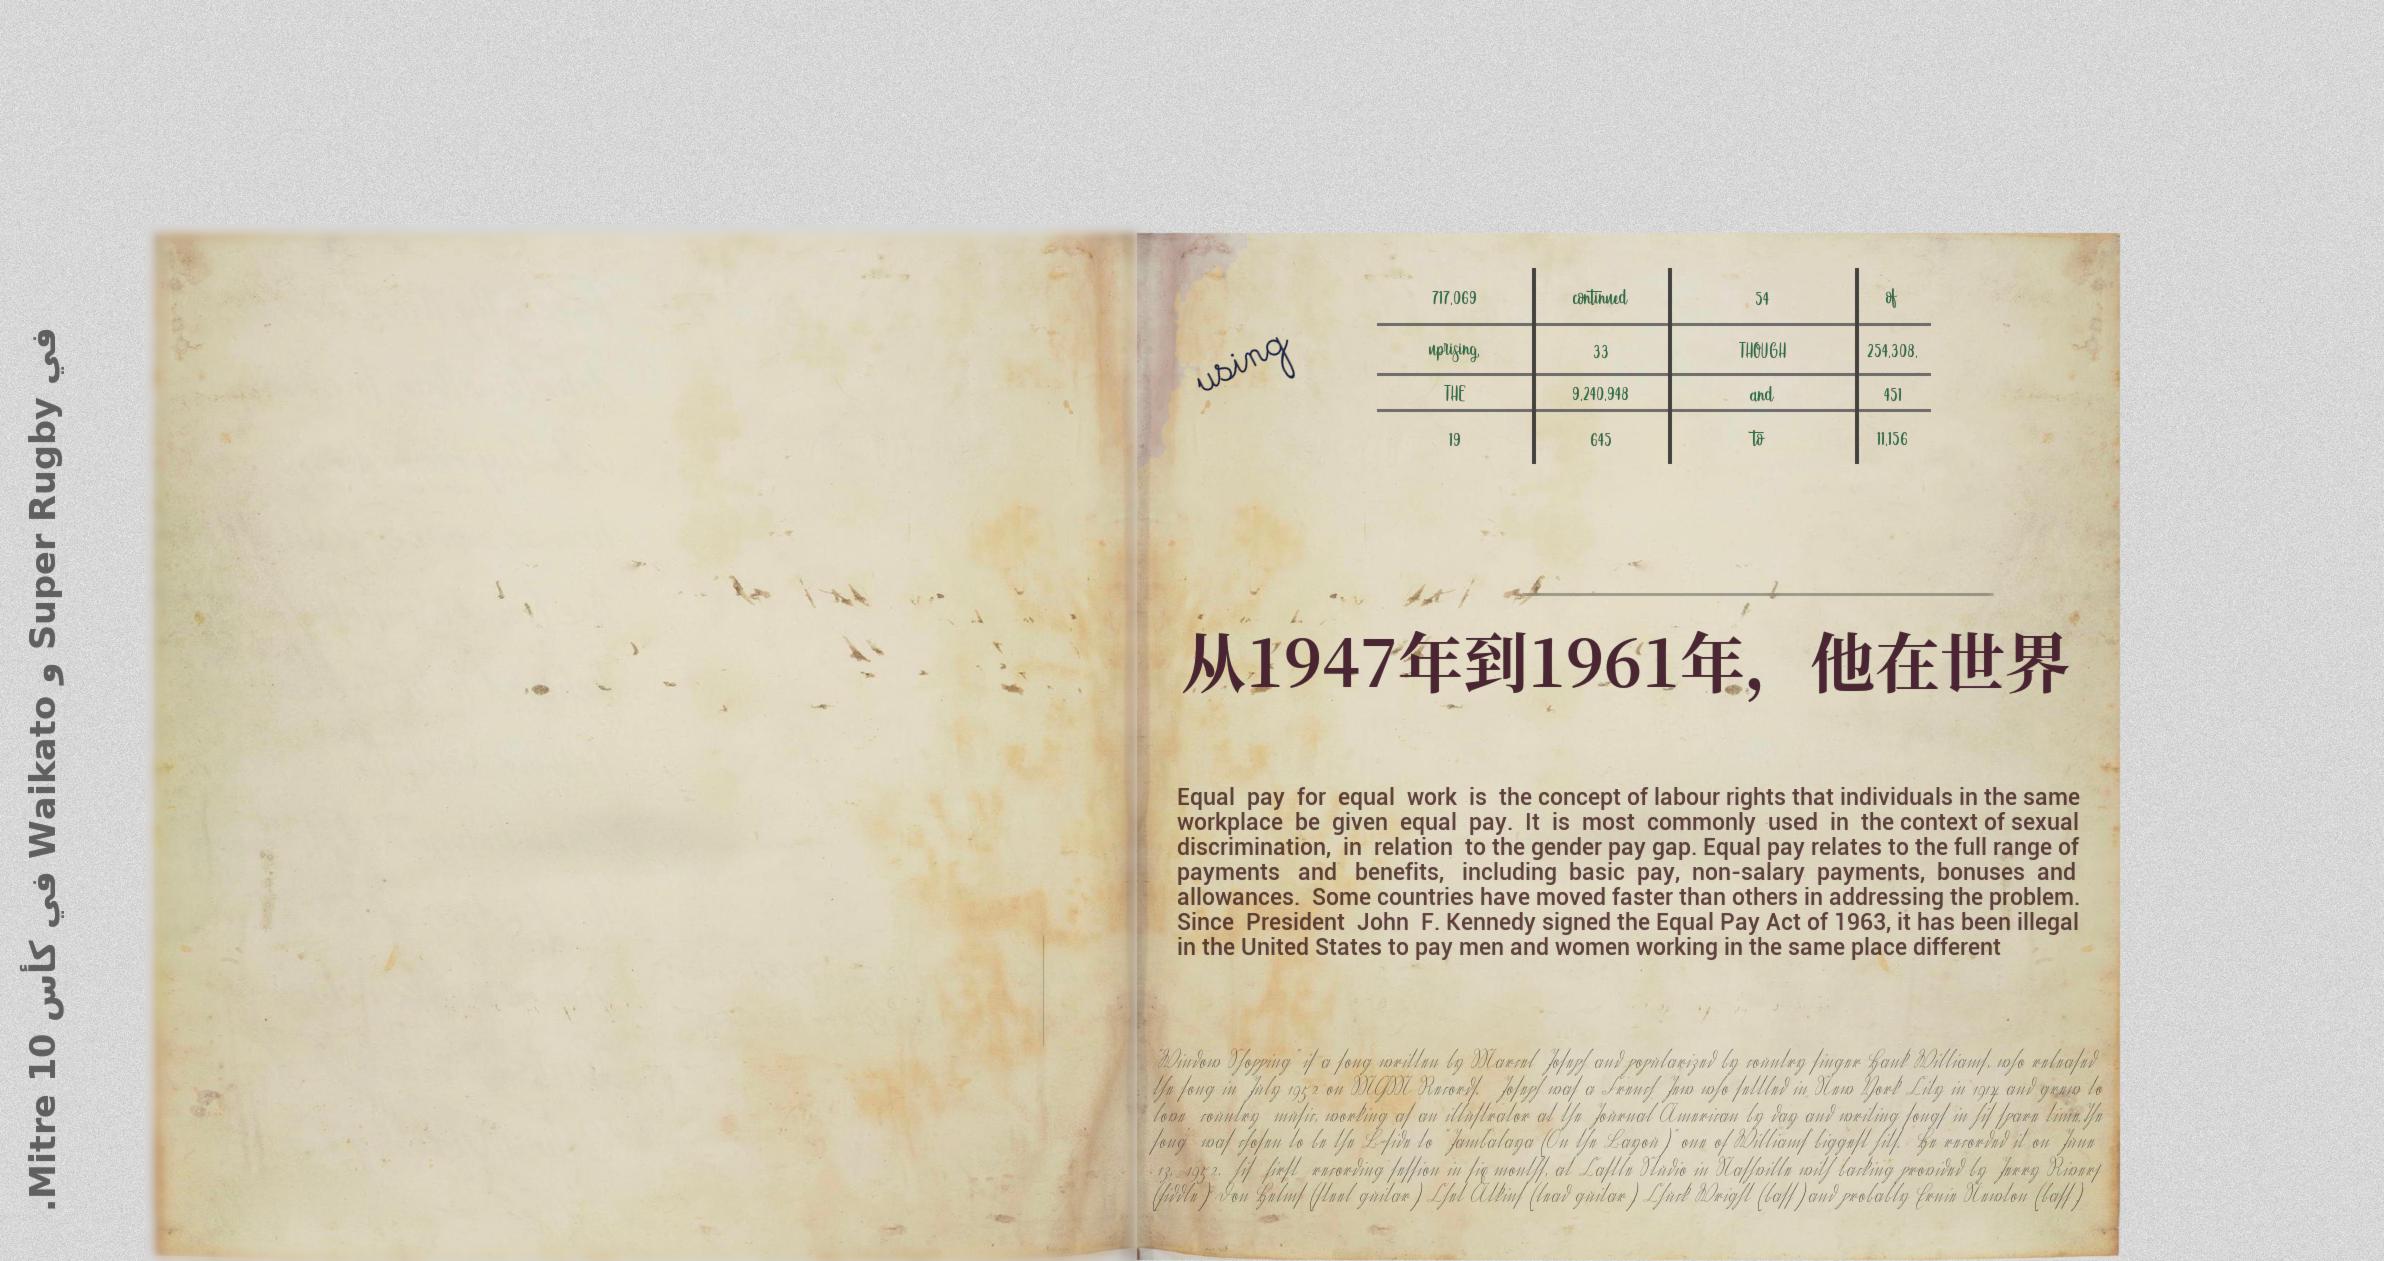 في Super Rugby و Waikato في كأس Mitre 10.
using
717,069 continued 54 of
uprising, 33 THOUGH 254,308,
THE 9,240,948 and 451
19 645 to 11,156
从1947年到1961年，他在世界
Equal pay for equal work is the concept of labour rights that individuals in the same
workplace be given equal pay. It is most commonly used in the context of sexual
discrimination, in relation to the gender pay gap. Equal pay relates to the full range of
payments and benefits, including basic pay, non-salary payments, bonuses and
allowances. Some countries have moved faster than others in addressing the problem.
Since President John F. Kennedy signed the Equal Pay Act of 1963, it has been illegal
in the United States to pay men and women working in the same place different
"Window Shopping" is a song written by Marcel Joseph and popularized by country singer Hank Williams, who released
the song in July 1952 on MGM Records. Joseph was a French Jew who settled in New York City in 1914 and grew to
love country music, working as an illustrator at the Journal American by day and writing songs in his spare time. The
song was chosen to be the B-side to "Jambalaya (On the Bayou)" one of Williams biggest hits. He recorded it on June
13, 1952, his first recording session in six months, at Castle Studio in Nashville with backing provided by Jerry Rivers
(fiddle) Don Helms (steel guitar) Chet Atkins (lead guitar) Chuck Wright (bass) and probably Ernie Newton (bass)